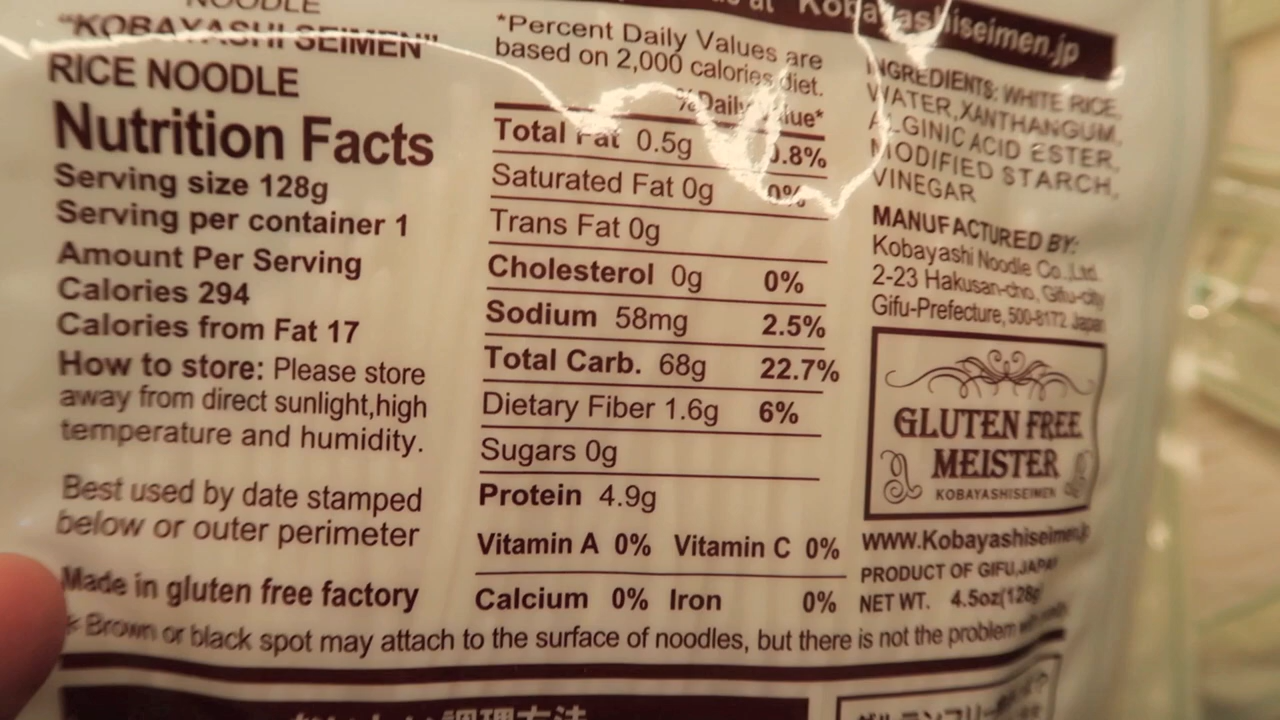 NOODLE
"KOBAYASHI SEIMEN"
RICE NOODLE
Nutrition Facts
Serving size 128g
Serving per container 1
Amount Per Serving
Calories 294
Calories from Fat 17
How to store: Please store
away from direct sunlight,high
temperature and humidity.
Best used by date stamped
below or outer perimeter
Made in gluten free factory
*Percent Daily Values are
based on 2,000 calories diet.
%Daily
Total Fat 0.5g 0.8%
Saturated Fat 0g 0%
Trans Fat 0g
Cholesterol 0g 0%
Sodium 58mg 2.5%
Total Carb. 68g 22.7%
Dietary Fiber 1.6g 6%
Sugars 0g
Protein 4.9g
Vitamin A 0% Vitamin C 0%
Calcium 0% Iron 0%
at Kobayashiseimen.jp
INGREDIENTS: WHITE RICE,
WATER,XANTHANGUM,
ALGINIC ACID ESTER,
MODIFIED STARCH,
VINEGAR
MANUFACTURED BY:
Kobayashi Noodle Co.,Ltd.
2-23 Hakusan-cho, Gifu-city
Gifu-Prefecture, 500-8172 Japan
GLUTEN FREE
MEISTER
KOBAYASHISEIMEN
www.Kobayashiseimen.jp
PRODUCT OF GIFU,JAPAN
NET WT. 4.5oz(128g)
Brown or black spot may attach to the surface of noodles, but there is not the problem
調理方法